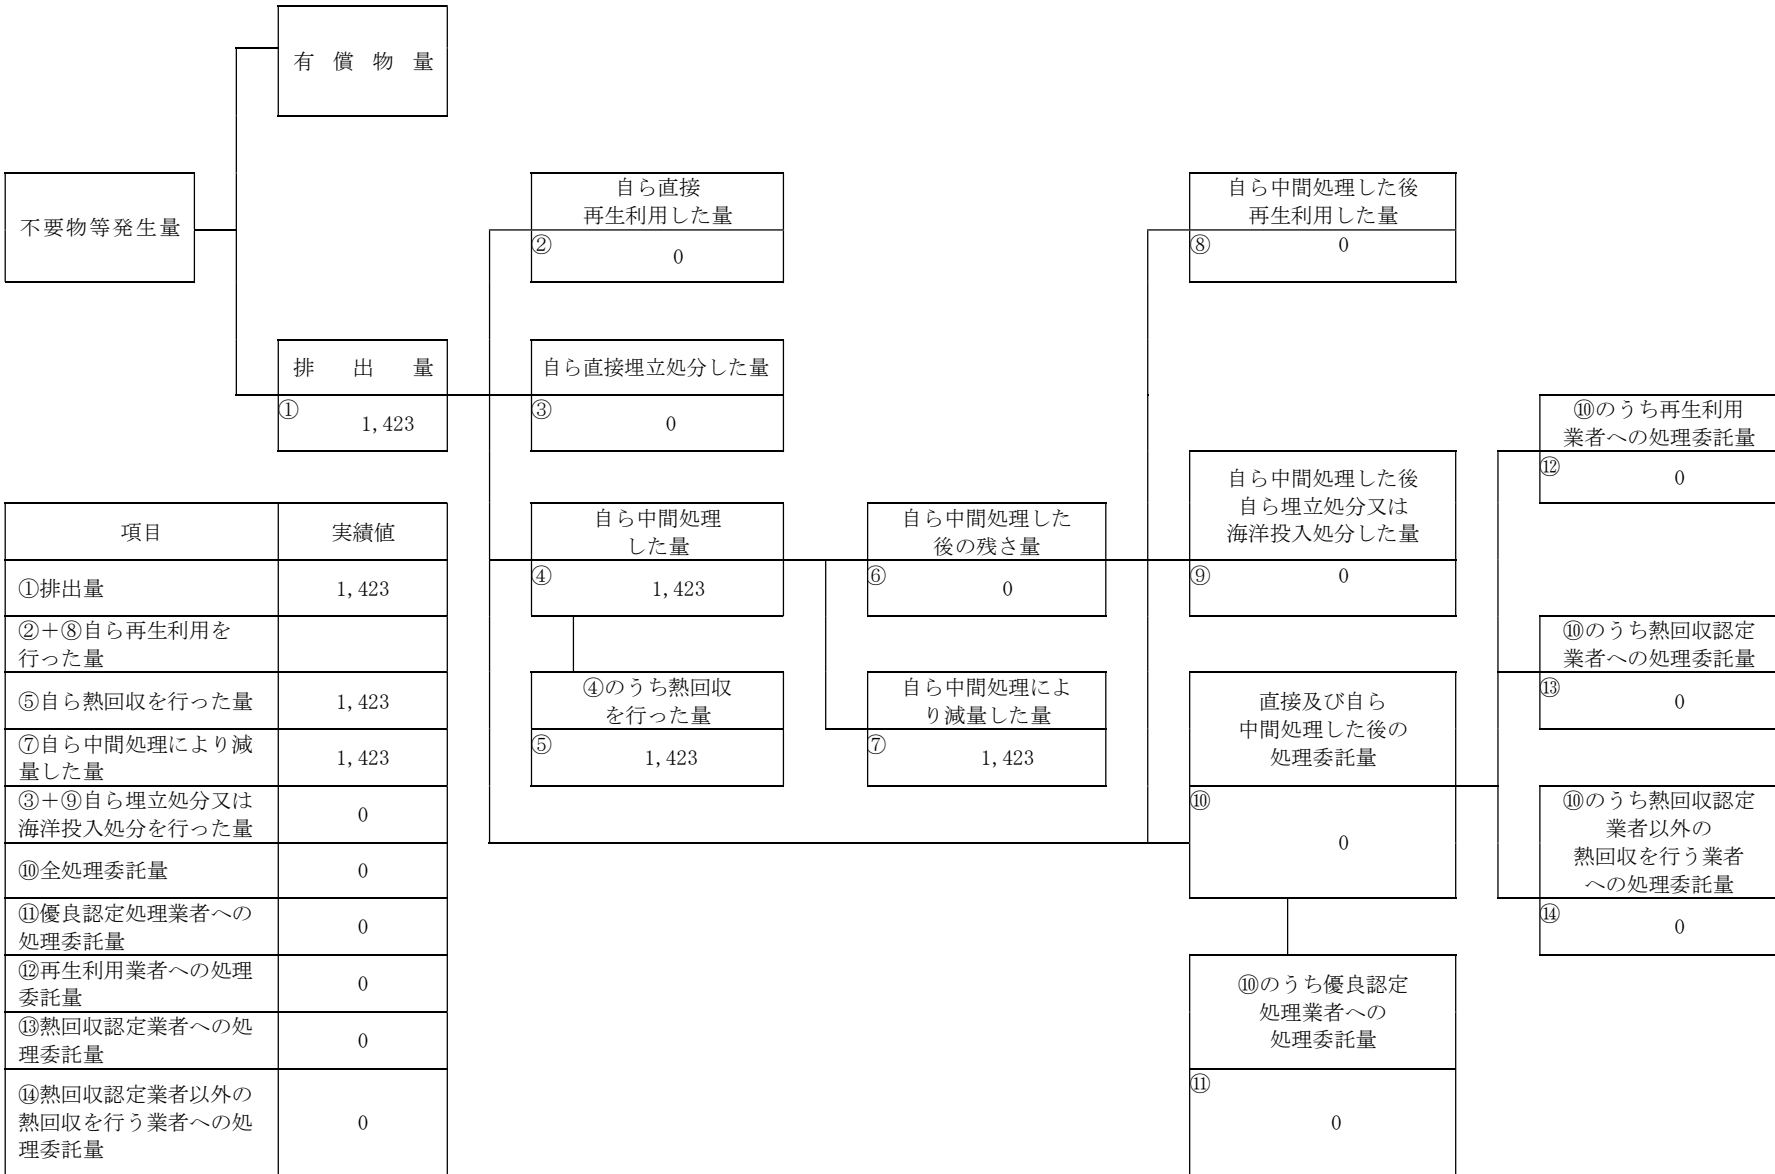 有償物量
不要物等発生量
自ら直接
再生利用した量
② 0
自ら中間処理した後
再生利用した量
⑧ 0
排出量
① 1,423
自ら直接埋立処分した量
③ 0
⑩のうち再生利用
業者への処理委託量
⑫ 0
自ら中間処理した後
自ら埋立処分又は
海洋投入処分した量
⑨ 0
自ら中間処理
した量
④ 1,423
自ら中間処理した
後の残さ量
⑥ 0
⑩のうち熱回収認定
業者への処理委託量
⑬ 0
④のうち熱回収
を行った量
⑤ 1,423
自ら中間処理によ
り減量した量
⑦ 1,423
直接及び自ら
中間処理した後の
処理委託量
⑩ 0
⑩のうち熱回収認定
業者以外の
熱回収を行う業者
への処理委託量
⑭ 0
⑩のうち優良認定
処理業者への
処理委託量
⑪ 0
項目 実績値
①排出量 1,423
②＋⑧自ら再生利用を
行った量
⑤自ら熱回収を行った量 1,423
⑦自ら中間処理により減
量した量 1,423
③＋⑨自ら埋立処分又は
海洋投入処分を行った量 0
⑩全処理委託量 0
⑪優良認定処理業者への
処理委託量 0
⑫再生利用業者への処理
委託量 0
⑬熱回収認定業者への処
理委託量 0
⑭熱回収認定業者以外の
熱回収を行う業者への処 0
理委託量